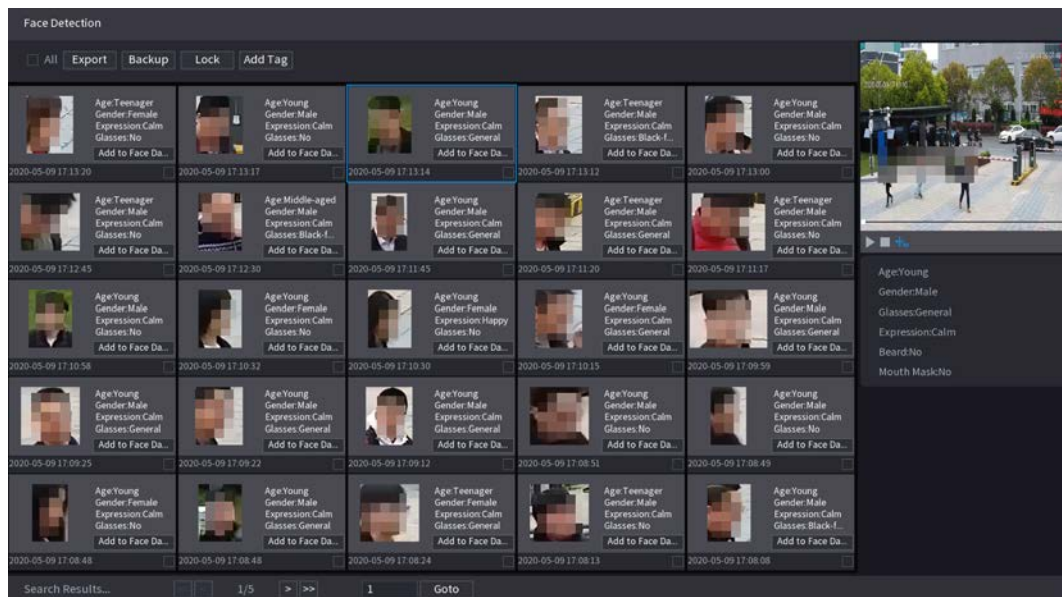 Face Detection
All Export Backup Lock Add Tag
Age:Teenager
Gender:Female
Expression:Calm
Glasses:No
Add to Face Da...
2020-05-09 17:13:20
Age:Young
Gender:Male
Expression:Calm
Glasses:No
Add to Face Da...
2020-05-09 17:13:17
Age:Young
Gender:Male
Expression:Calm
Glasses:General
Add to Face Da...
2020-05-09 17:13:14
Age:Teenager
Gender:Male
Expression:Calm
Glasses:Black-f...
Add to Face Da...
2020-05-09 17:13:12
Age:Young
Gender:Male
Expression:Calm
Glasses:No
Add to Face Da...
2020-05-09 17:13:00
Age:Teenager
Gender:Male
Expression:Calm
Glasses:No
Add to Face Da...
2020-05-09 17:12:45
Age:Middle-aged
Gender:Male
Expression:Calm
Glasses:Black-f...
Add to Face Da...
2020-05-09 17:12:30
Age:Young
Gender:Male
Expression:Calm
Glasses:General
Add to Face Da...
2020-05-09 17:11:45
Age:Teenager
Gender:Male
Expression:Calm
Glasses:General
Add to Face Da...
2020-05-09 17:11:20
Age:Teenager
Gender:Male
Expression:Calm
Glasses:No
Add to Face Da...
2020-05-09 17:11:17
Age:Young
Gender:Male
Expression:Calm
Glasses:No
Add to Face Da...
2020-05-09 17:10:58
Age:Young
Gender:Female
Expression:Calm
Glasses:No
Add to Face Da...
2020-05-09 17:10:32
Age:Young
Gender:Female
Expression:Happy
Glasses:No
Add to Face Da...
2020-05-09 17:10:30
Age:Young
Gender:Female
Expression:Calm
Glasses:General
Add to Face Da...
2020-05-09 17:10:15
Age:Young
Gender:Male
Expression:Calm
Glasses:General
Add to Face Da...
2020-05-09 17:09:59
Age:Young
Gender:Male
Expression:Calm
Glasses:General
Add to Face Da...
2020-05-09 17:09:25
Age:Young
Gender:Male
Expression:Calm
Glasses:General
Add to Face Da...
2020-05-09 17:09:22
Age:Young
Gender:Male
Expression:Calm
Glasses:General
Add to Face Da...
2020-05-09 17:09:12
Age:Young
Gender:Male
Expression:Calm
Glasses:No
Add to Face Da...
2020-05-09 17:08:51
Age:Young
Gender:Male
Expression:Calm
Glasses:No
Add to Face Da...
2020-05-09 17:08:49
Age:Young
Gender:Female
Expression:Calm
Glasses:No
Add to Face Da...
2020-05-09 17:08:48
Age:Young
Gender:Male
Expression:Calm
Glasses:General
Add to Face Da...
2020-05-09 17:08:48
Age:Teenager
Gender:Female
Expression:Calm
Glasses:General
Add to Face Da...
2020-05-09 17:08:24
Age:Teenager
Gender:Male
Expression:Calm
Glasses:No
Add to Face Da...
2020-05-09 17:08:13
Age:Young
Gender:Male
Expression:Calm
Glasses:Black-f...
Add to Face Da...
2020-05-09 17:08:08
Age:Young
Gender:Male
Glasses:General
Expression:Calm
Beard:No
Mouth Mask:No
Search Results... 1/5 > >> 1 Goto